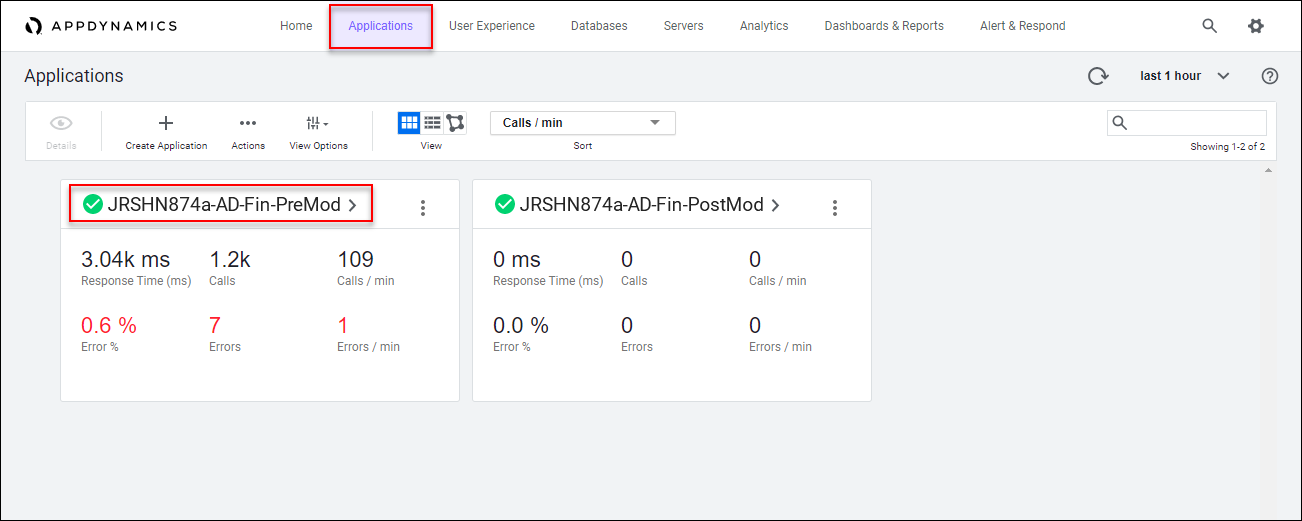 APPDYNAMICS Home Applications User Experience Databases Servers Analytics Dashboards & Reports Alert & Respond
Applications last 1 hour
Details Create Application Actions View Options View Calls / min Sort
Showing 1-2 of 2
JRSHN874a-AD-Fin-PreMod JRSHN874a-AD-Fin-PostMod
3.04k ms 1.2k 109 0 ms 0 0
Response Time (ms) Calls Calls / min Response Time (ms) Calls Calls / min
0.6 % 7 1 0.0 % 0 0
Error % Errors Errors / min Error % Errors Errors / min